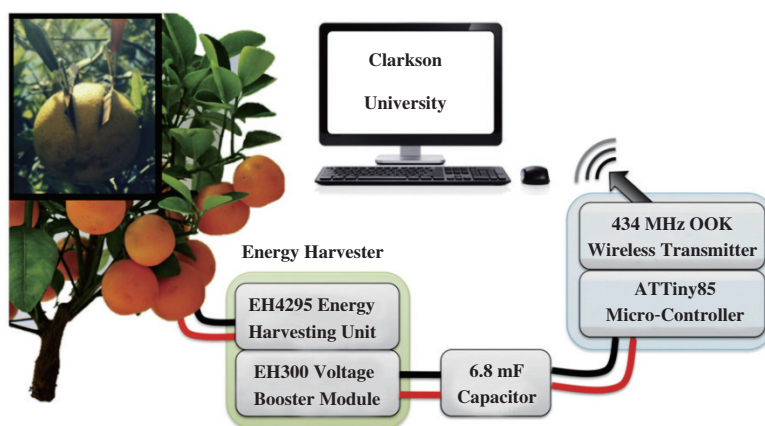 Clarkson
University
434 MHz OOK
Wireless Transmitter
ATTiny85
Micro-Controller
Energy Harvester
EH4295 Energy
Harvesting Unit
EH300 Voltage
Booster Module
6.8 mF
Capacitor